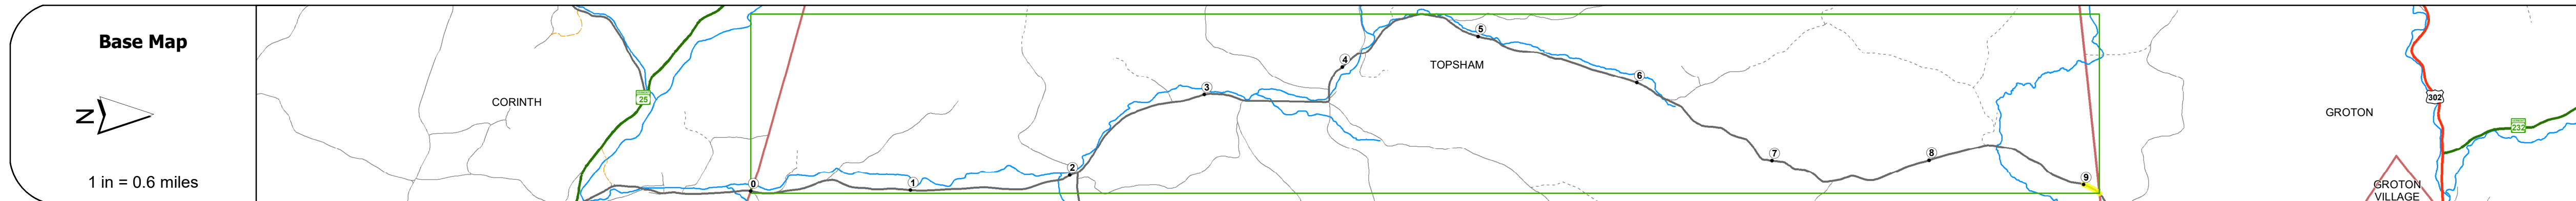 Base Map
N
1 in = 0.6 miles
CORINTH
25
0
1
2
3
4
5
TOPSHAM
6
7
8
9
GROTON
302
232
GROTON
VILLAGE